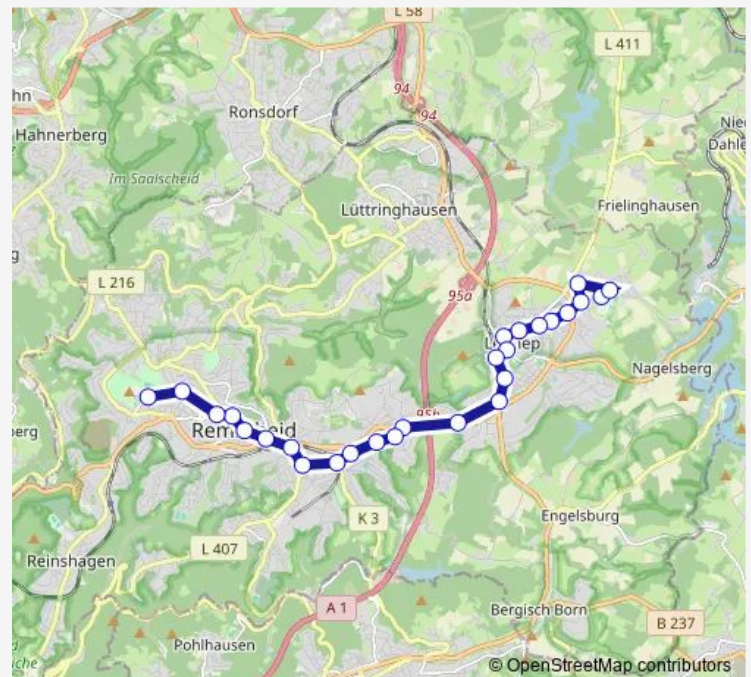 L 58
L 411
94
Ronsdorf
94
Hahnerberg
Im Saalscheid
Lüttringhausen
Frielinghausen
L 216
95a
Nagelsberg
95b
Engelsburg
K 3
L 407
Reinshagen
A 1
Bergisch Born
B 237
Pohlhausen
© OpenStreetMap contributors